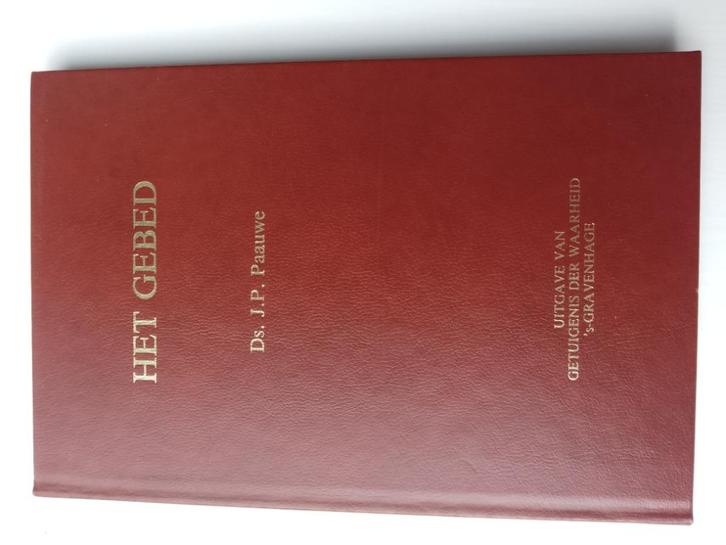 HET GEBED
Ds. J.P. Paauwe
UITGAVE VAN
GETUIGENIS DER WAARHEID
's-GRAVENHAGE